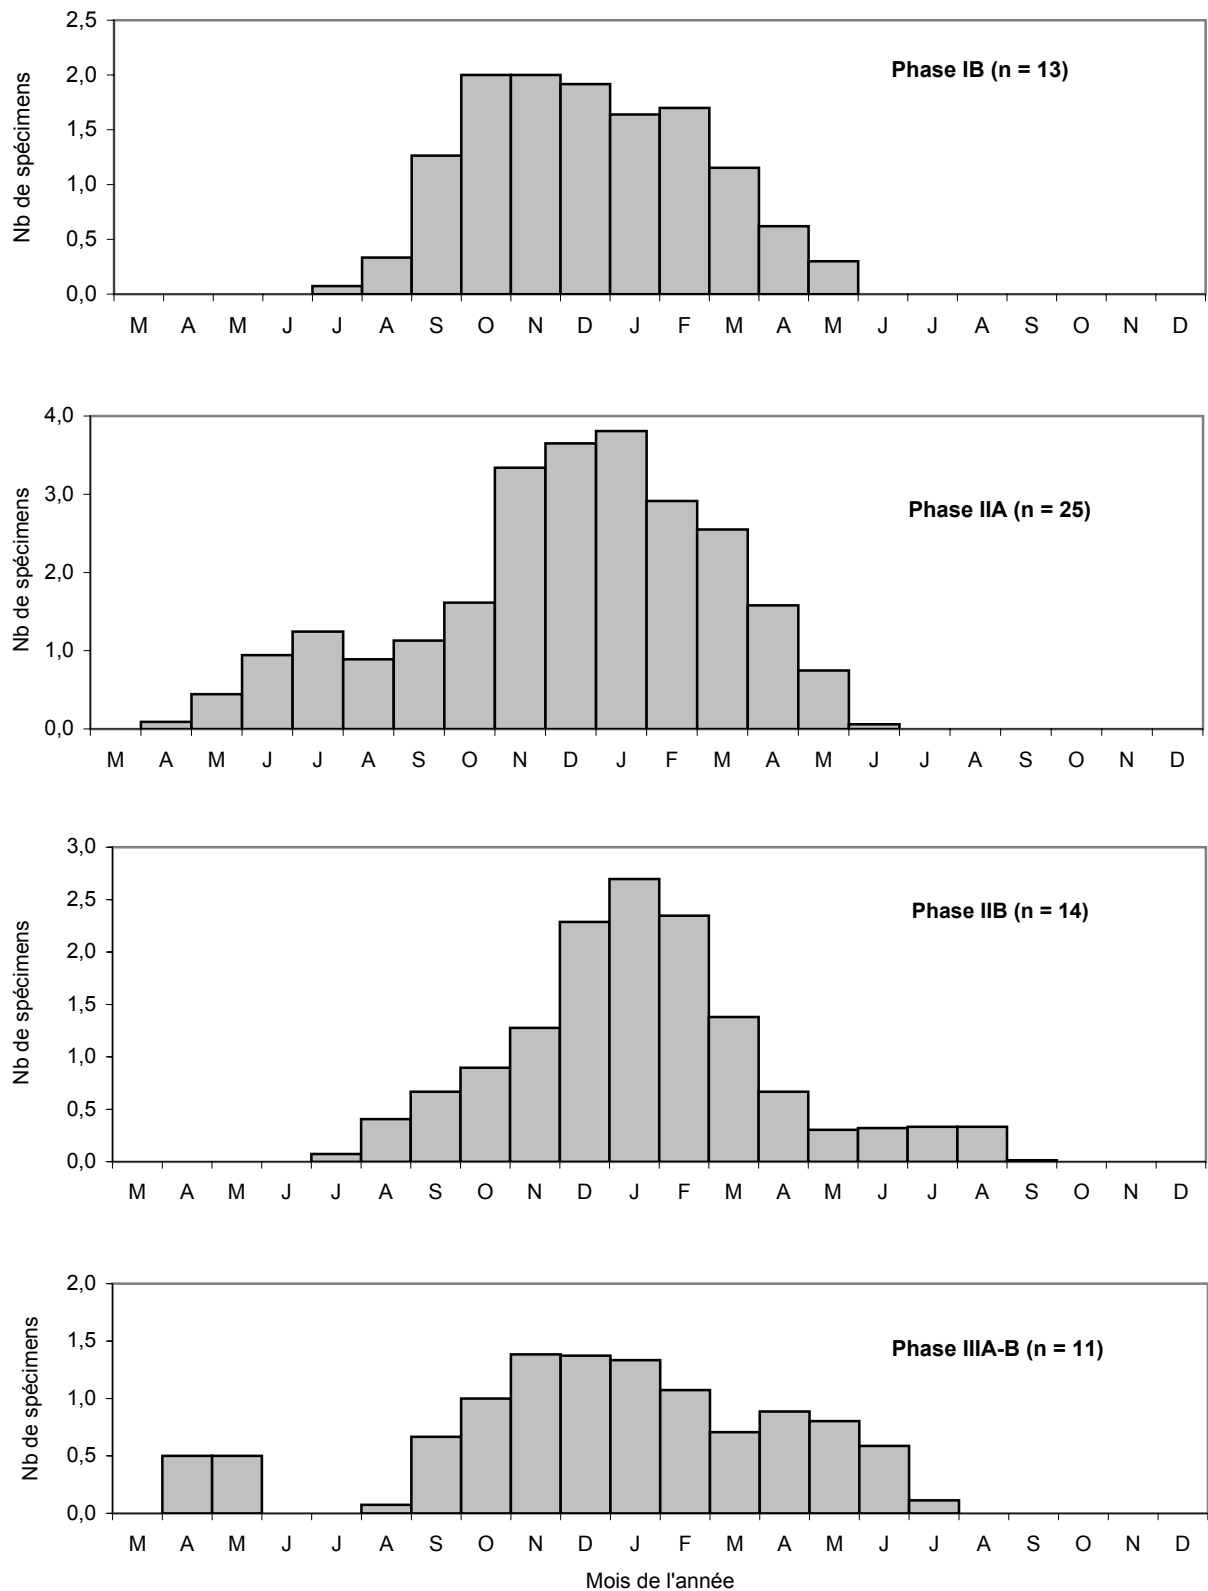 2,5
2,0
1,5
1,0
0,5
0,0
Nb de spécimens
Phase IB (n = 13)
M A M J J A S O N D J F M A M J J A S O N D
4,0
3,0
2,0
1,0
0,0
Nb de spécimens
Phase IIA (n = 25)
M A M J J A S O N D J F M A M J J A S O N D
3,0
2,5
2,0
1,5
1,0
0,5
0,0
Nb de spécimens
Phase IIB (n = 14)
M A M J J A S O N D J F M A M J J A S O N D
2,0
1,5
1,0
0,5
0,0
Nb de spécimens
Phase IIIA-B (n = 11)
M A M J J A S O N D J F M A M J J A S O N D
Mois de l'année